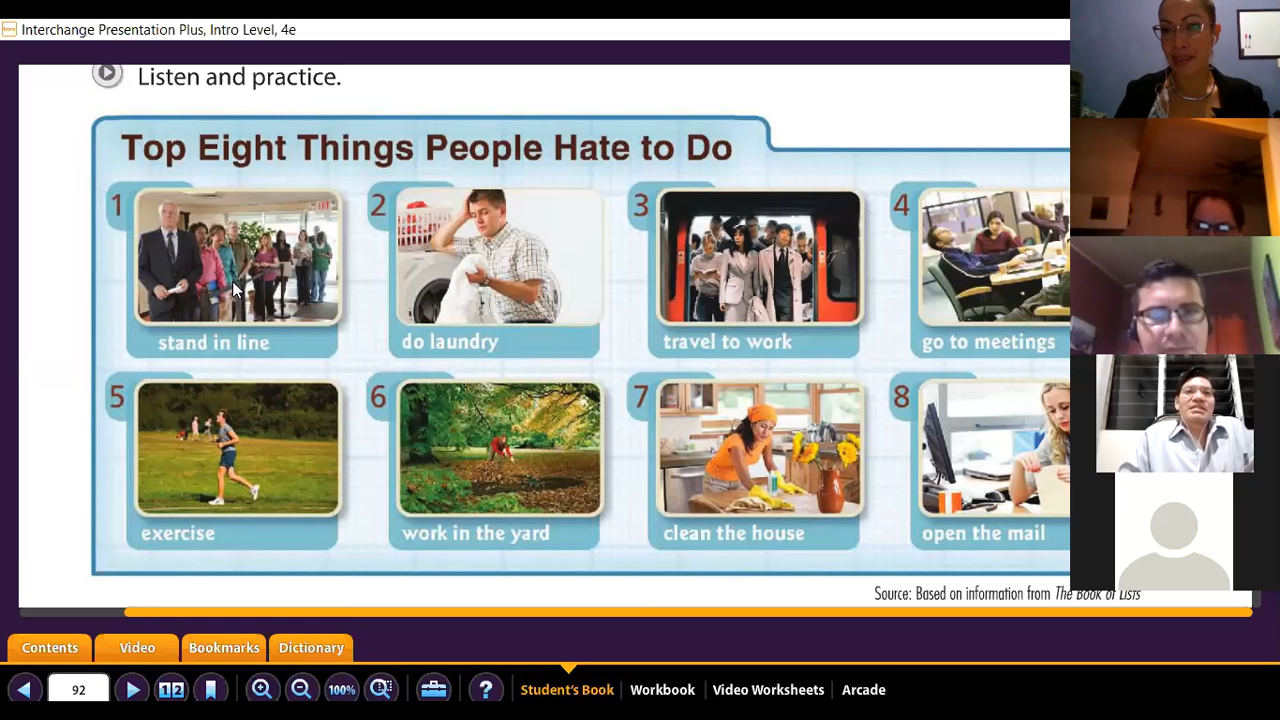 Interchange Presentation Plus, Intro Level, 4e
Listen and practice.
Top Eight Things People Hate to Do
1
2
3
4
stand in line
do laundry
travel to work
go to meetings
5
6
7
8
exercise
work in the yard
clean the house
open the mail
Source: Based on information from The Book of Lists
Contents
Video
Bookmarks
Dictionary
92
1 2
100%
?
Student's Book
Workbook
Video Worksheets
Arcade